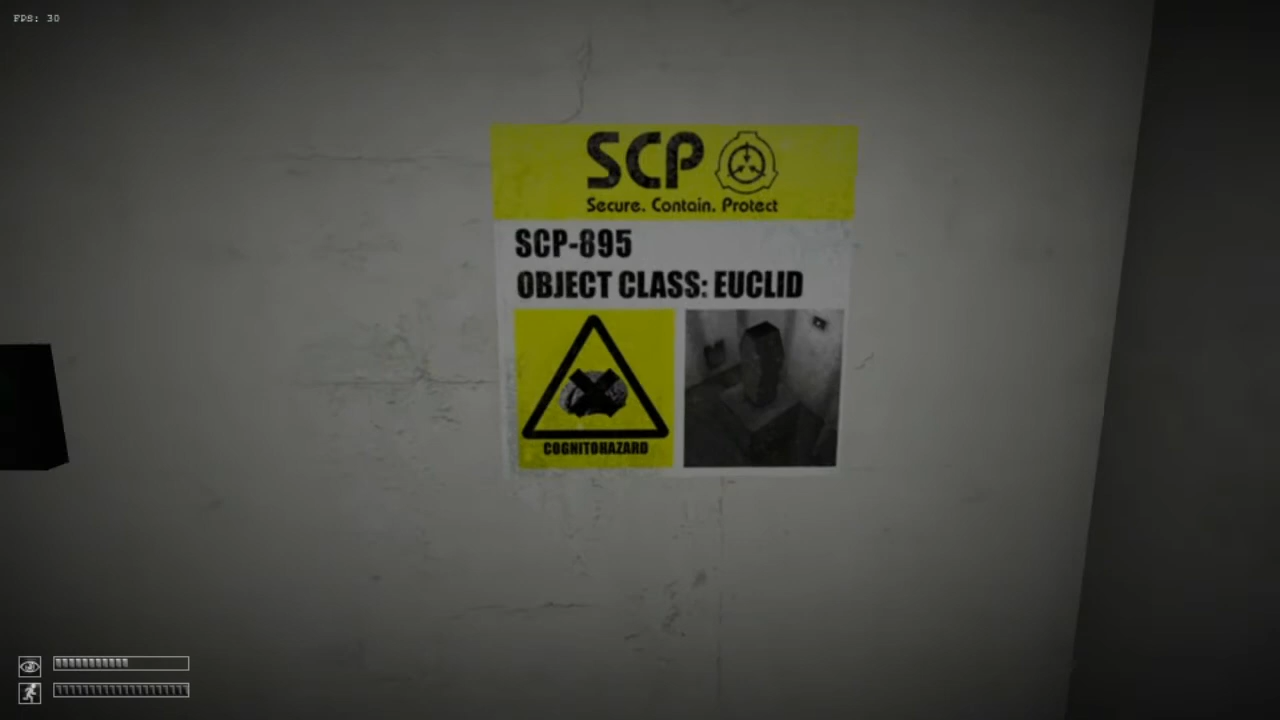 FPS: 30
SCP
Secure. Contain. Protect
SCP-895
OBJECT CLASS: EUCLID
COGNITOHAZARD